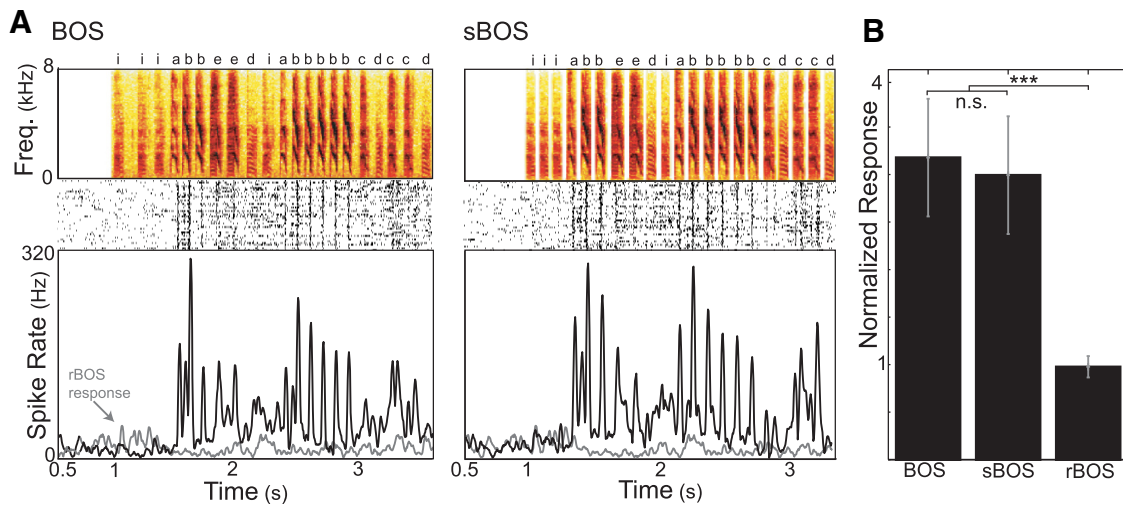 A
BOS
sBOS
B
i i i a b b e e d i a b b b b b c d c c d
i i i a b b e e d i a b b b b b c d c c d
8
Freq. (kHz)
0
320
Spike Rate (Hz)
0
rBOS
response
0.5 1 2 3
Time (s)
0.5 1 2 3
Time (s)
4
***
n.s.
Normalized Response
1
BOS sBOS rBOS